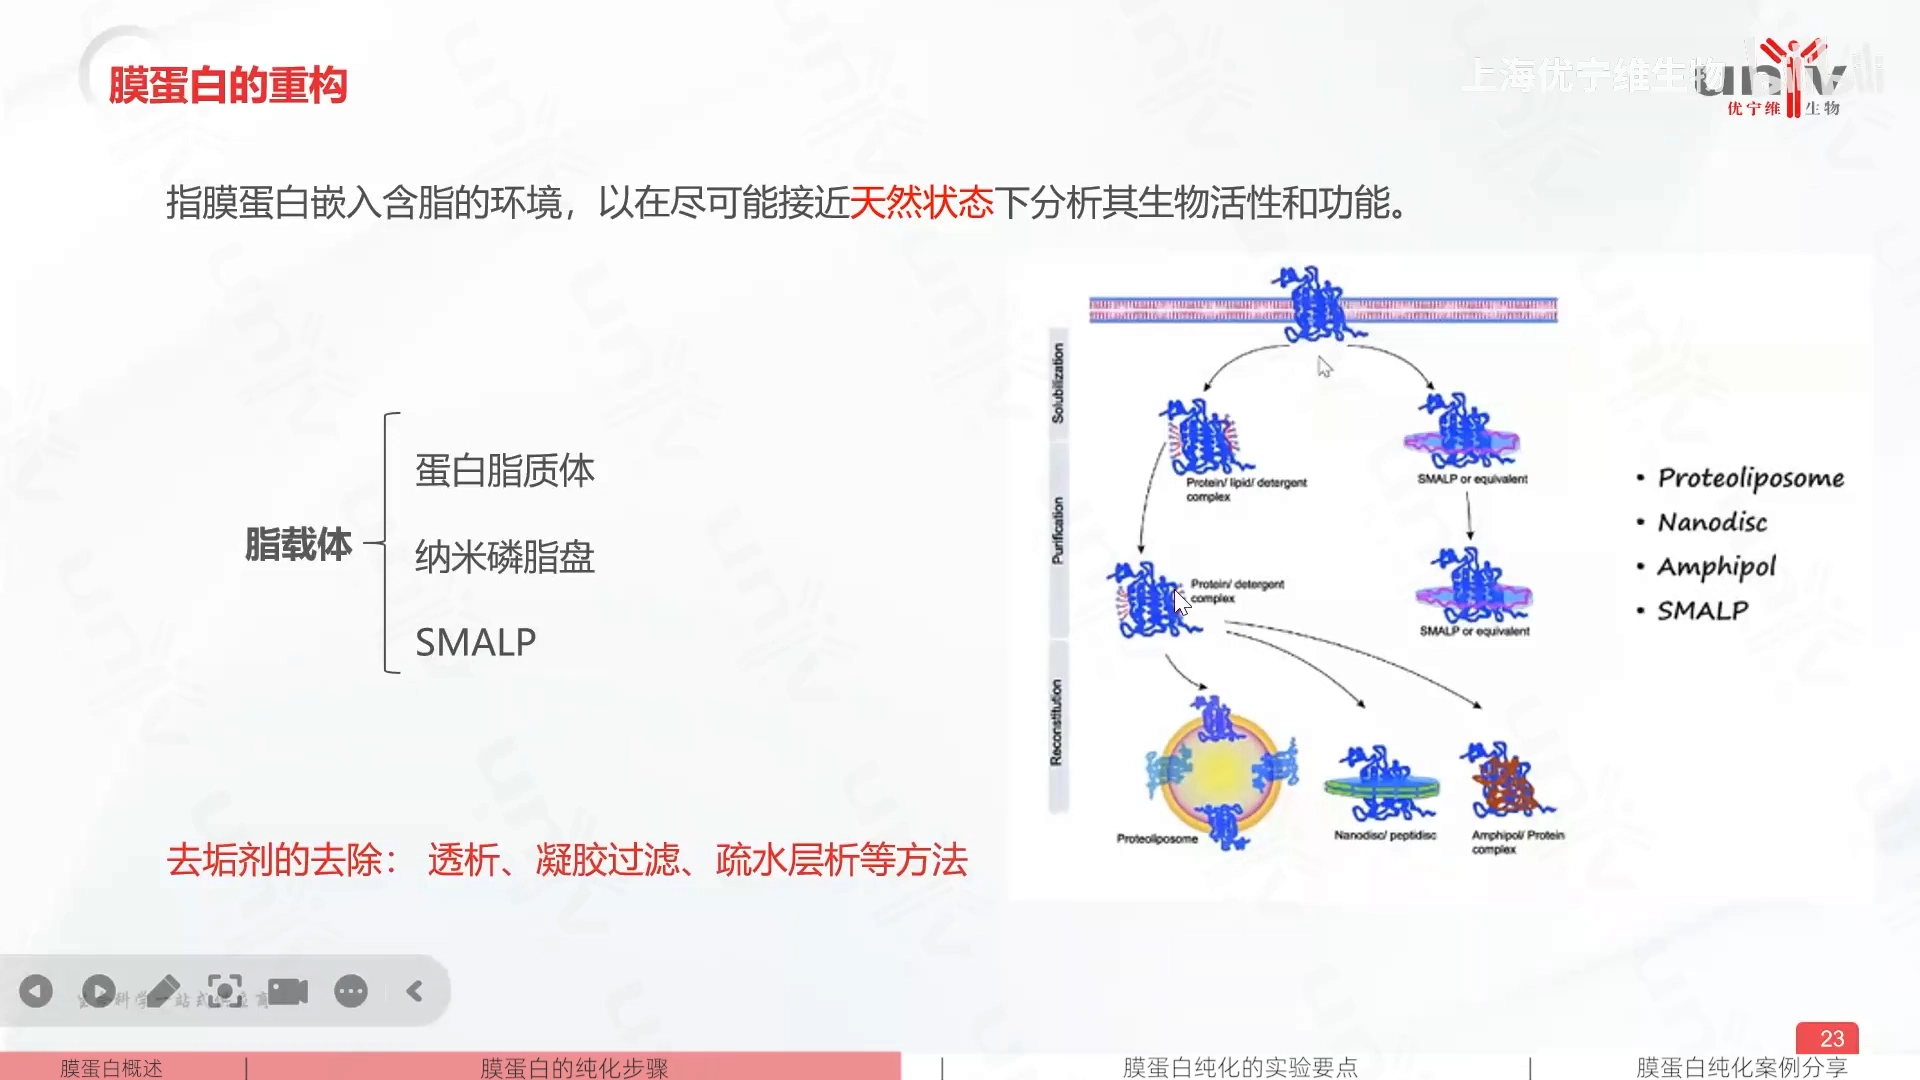 膜蛋白的重构
上海优宁维生物
univ
优宁维生物
指膜蛋白嵌入含脂的环境，以在尽可能接近天然状态下分析其生物活性和功能。
脂载体
蛋白脂质体
纳米磷脂盘
SMALP
去垢剂的去除： 透析、凝胶过滤、疏水层析等方法
Solubilization
Purification
Reconstitution
Protein/ lipid/ detergent
complex
SMALP or equivalent
Protein/ detergent
complex
SMALP or equivalent
Proteoliposome
Nanodisc/ peptidisc
Amphipol/ Protein
complex
• Proteoliposome
• Nanodisc
• Amphipol
• SMALP
23
膜蛋白概述
膜蛋白的纯化步骤
膜蛋白纯化的实验要点
膜蛋白纯化案例分享